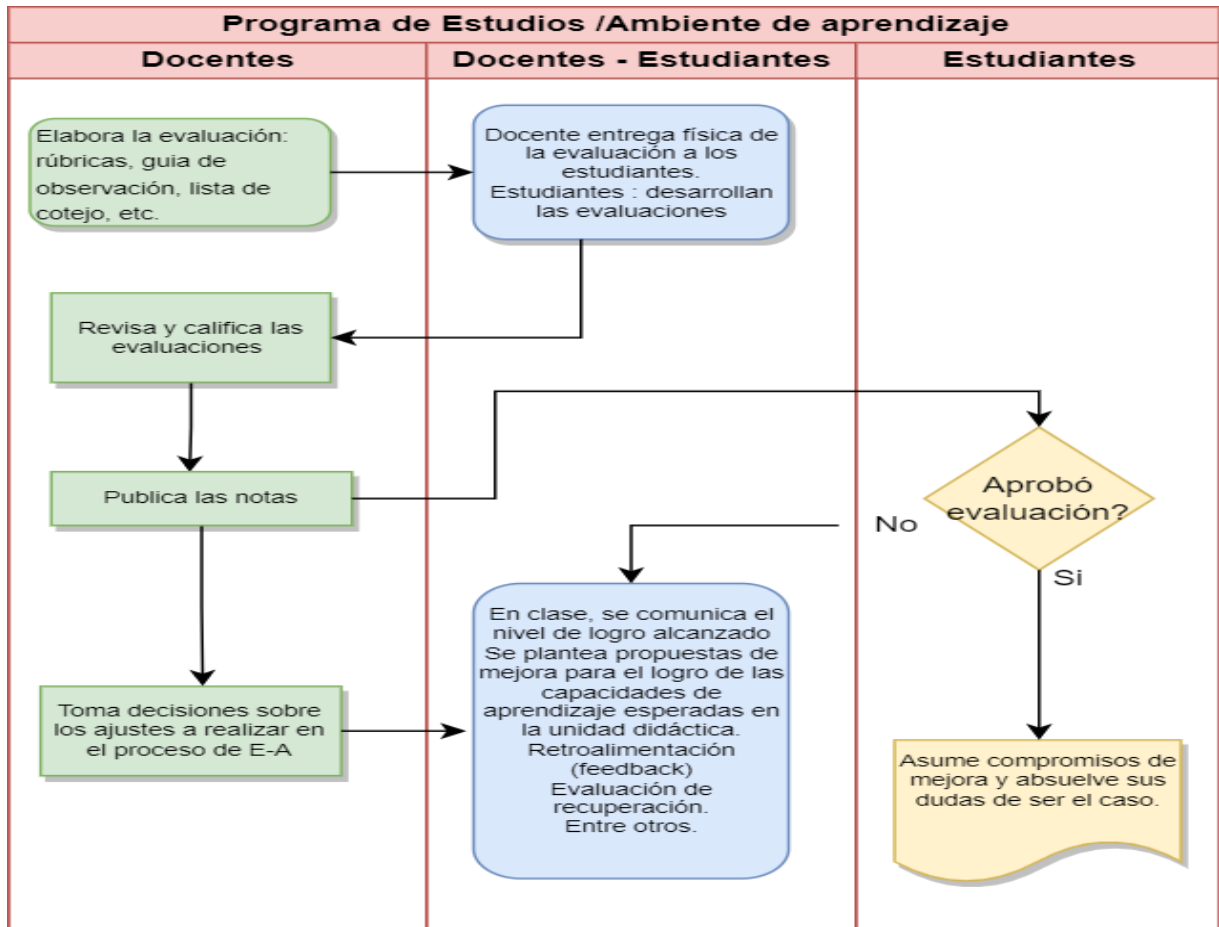 Programa de Estudios /Ambiente de aprendizaje
Docentes
Docentes - Estudiantes
Estudiantes
Elabora la evaluación:
rúbricas, guia de
observación, lista de
cotejo, etc.
Docente entrega física de
la evaluación a los
estudiantes.
Estudiantes : desarrollan
las evaluaciones
Revisa y califica las
evaluaciones
Publica las notas
Aprobó
evaluación?
No
Si
En clase, se comunica el
nivel de logro alcanzado
Se plantea propuestas de
mejora para el logro de las
capacidades de
aprendizaje esperadas en
la unidad didáctica.
Retroalimentación
(feedback)
Evaluación de
recuperación.
Entre otros.
Toma decisiones sobre
los ajustes a realizar en
el proceso de E-A
Asume compromisos de
mejora y absuelve sus
dudas de ser el caso.